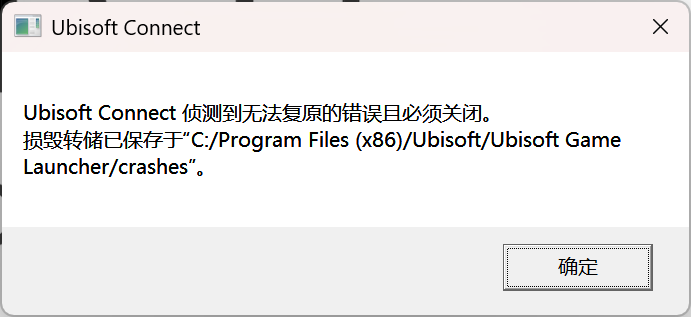 Ubisoft Connect
Ubisoft Connect 侦测到无法复原的错误且必须关闭。
损毁转储已保存于“C:/Program Files (x86)/Ubisoft/Ubisoft Game
Launcher/crashes”。
确定